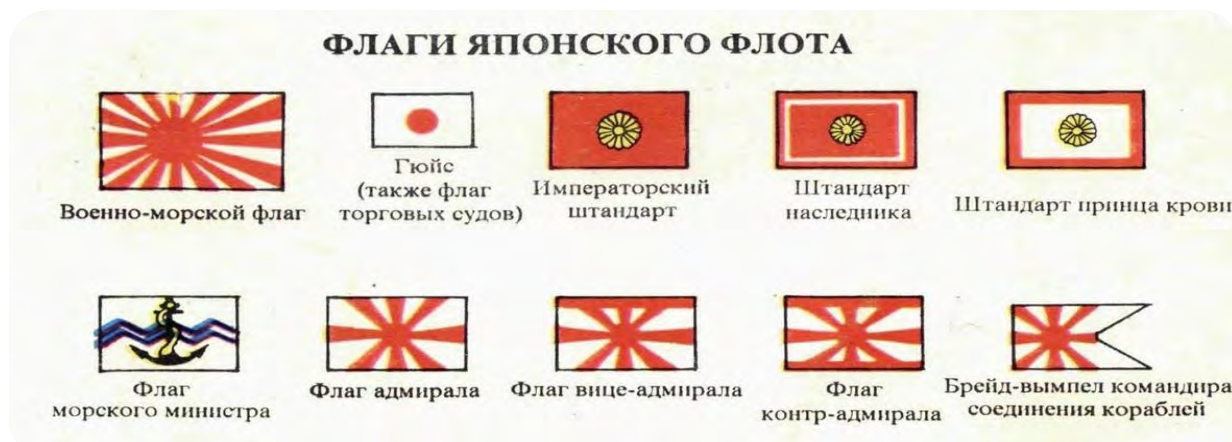 ФЛАГИ ЯПОНСКОГО ФЛОТА
Военно-морской флаг
Гюйс
(также флаг
торговых судов)
Императорский
штандарт
Штандарт
наследника
Штандарт принца крови
Флаг
морского министра
Флаг адмирала
Флаг вице-адмирала
Флаг
контр-адмирала
Брейд-вымпел командира
соединения кораблей